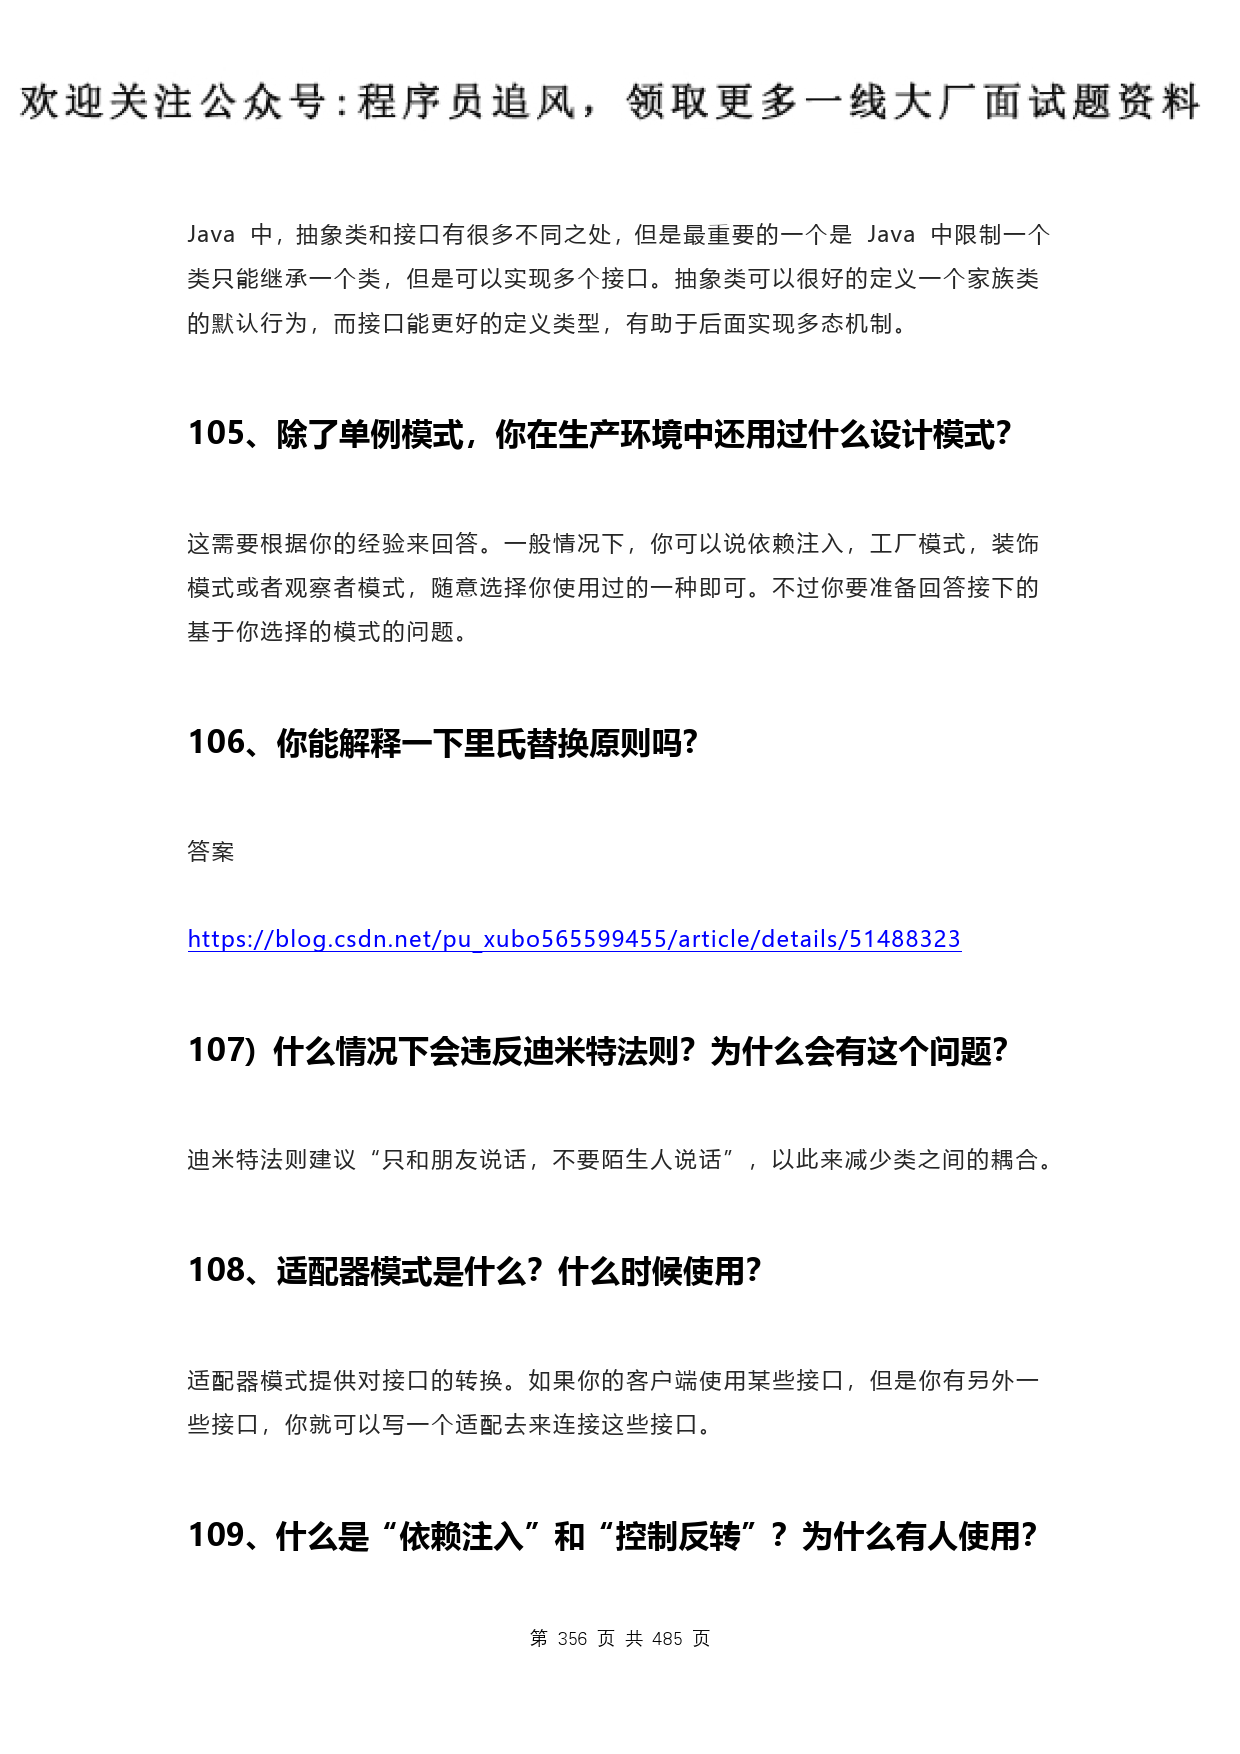 欢迎关注公众号:程序员追风，领取更多一线大厂面试题资料
Java 中，抽象类和接口有很多不同之处，但是最重要的一个是 Java 中限制一个
类只能继承一个类，但是可以实现多个接口。抽象类可以很好的定义一个家族类
的默认行为，而接口能更好的定义类型，有助于后面实现多态机制。
105、除了单例模式，你在生产环境中还用过什么设计模式？
这需要根据你的经验来回答。一般情况下，你可以说依赖注入，工厂模式，装饰
模式或者观察者模式，随意选择你使用过的一种即可。不过你要准备回答接下的
基于你选择的模式的问题。
106、你能解释一下里氏替换原则吗?
答案
https://blog.csdn.net/pu_xubo565599455/article/details/51488323
107) 什么情况下会违反迪米特法则？为什么会有这个问题？
迪米特法则建议“只和朋友说话，不要陌生人说话”，以此来减少类之间的耦合。
108、适配器模式是什么？什么时候使用？
适配器模式提供对接口的转换。如果你的客户端使用某些接口，但是你有另外一
些接口，你就可以写一个适配去来连接这些接口。
109、什么是“依赖注入”和“控制反转”？为什么有人使用？
第 356 页 共 485 页